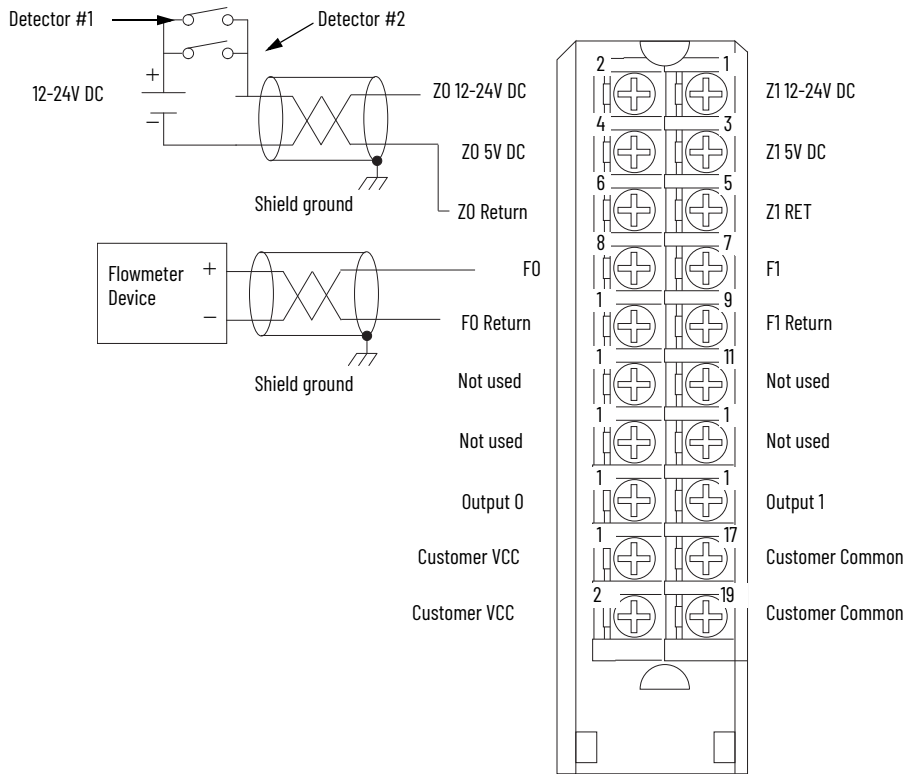 Detector #1
Detector #2
12-24V DC
+
−
Z0 12-24V DC
Z0 5V DC
Z0 Return
Shield ground
Flowmeter
Device
+
−
F0
F0 Return
Shield ground
Not used
Not used
Output 0
Customer VCC
Customer VCC
2 1
4 3
6 5
8 7
1 9
1 11
1 1
1 1
1 17
2 19
Z1 12-24V DC
Z1 5V DC
Z1 RET
F1
F1 Return
Not used
Not used
Output 1
Customer Common
Customer Common